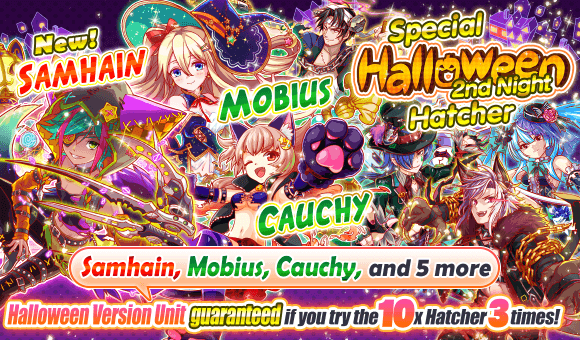 New!
SAMHAIN
MOBIUS
CAUCHY
Special
Halloween
2nd Night
Hatcher
Samhain, Mobius, Cauchy, and 5 more
Halloween Version Unit guaranteed if you try the 10x Hatcher 3 times!